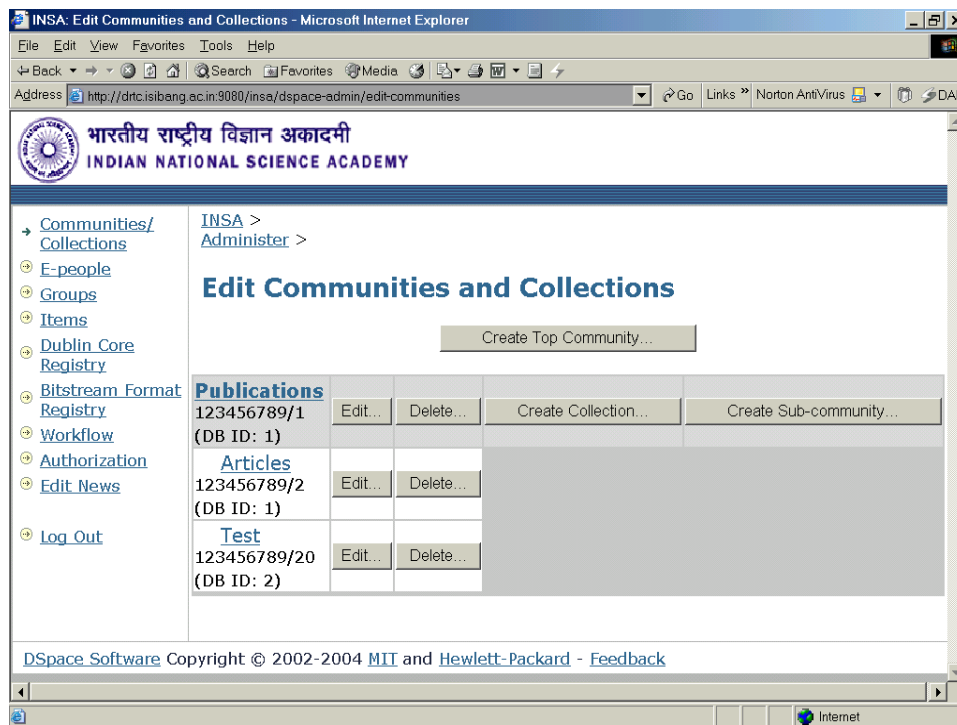 INSA: Edit Communities and Collections - Microsoft Internet Explorer
File Edit View Favorites Tools Help
Back Search Favorites Media
Address http://drtc.isibang.ac.in:9080/insa/dspace-admin/edit-communities Go Links » Norton AntiVirus
भारतीय राष्ट्रीय विज्ञान अकादमी
INDIAN NATIONAL SCIENCE ACADEMY
Communities/
Collections
E-people
Groups
Items
Dublin Core
Registry
Bitstream Format
Registry
Workflow
Authorization
Edit News
Log Out
INSA >
Administer >
Edit Communities and Collections
Create Top Community...
Publications
123456789/1
(DB ID: 1)
Edit... Delete... Create Collection... Create Sub-community...
Articles
123456789/2
(DB ID: 1)
Edit... Delete...
Test
123456789/20
(DB ID: 2)
Edit... Delete...
DSpace Software Copyright © 2002-2004 MIT and Hewlett-Packard - Feedback
Internet